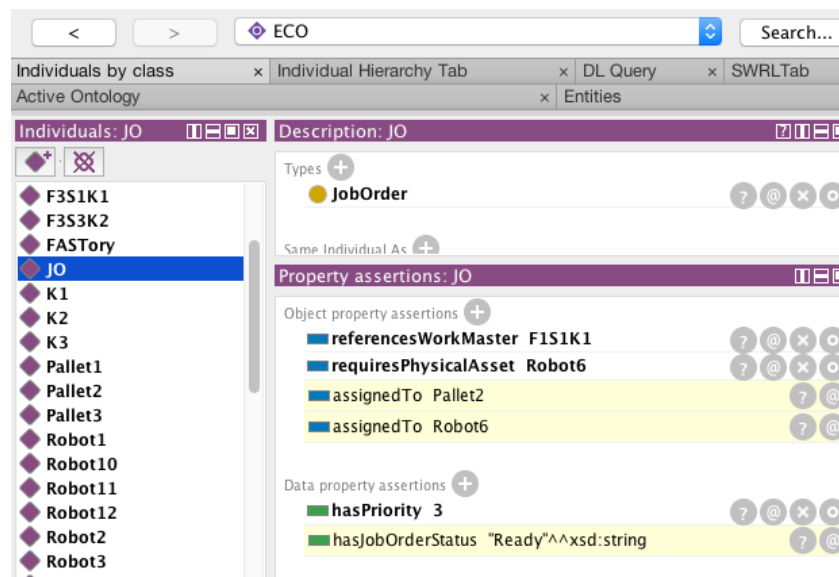 < > ECO Search...
Individuals by class × Individual Hierarchy Tab × DL Query × SWRLTab
Active Ontology × Entities
Individuals: JO
F3S1K1
F3S3K2
FASTory
JO
K1
K2
K3
Pallet1
Pallet2
Pallet3
Robot1
Robot10
Robot11
Robot12
Robot2
Robot3
Description: JO
Types
JobOrder
Same Individual As
Property assertions: JO
Object property assertions
referencesWorkMaster F1S1K1
requiresPhysicalAsset Robot6
assignedTo Pallet2
assignedTo Robot6
Data property assertions
hasPriority 3
hasJobOrderStatus "Ready"^^xsd:string